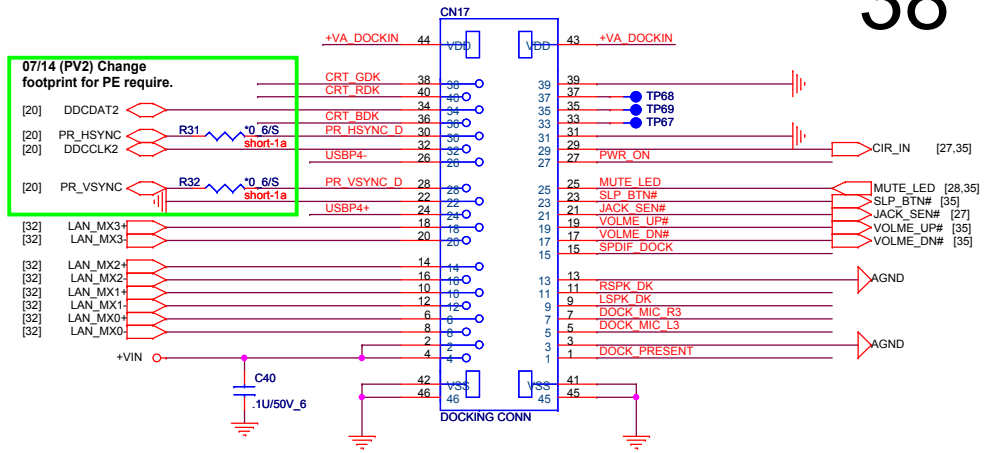 38
CN17
+VA_DOCKIN 44 VDD VDD 43 +VA_DOCKIN
07/14 (PV2) Change
footprint for PE require.
CRT_GDK 38 38 39 39
CRT_RDK 40 40 37 37 TP68
[20] DDCDAT2 34 34 35 35 TP69
CRT_BDK 36 36 33 33 TP67
[20] PR_HSYNC R31 *0_6/S short-1a PR_HSYNC_D 30 30 31 31
[20] DDCCLK2 32 32 29 29 CIR_IN [27,35]
USBP4- 26 26 27 27 PWR_ON
[20] PR_VSYNC R32 *0_6/S short-1a PR_VSYNC_D 28 28 25 25 MUTE_LED MUTE_LED [28,35]
22 22 23 23 SLP_BTN# SLP_BTN# [35]
USBP4+ 24 24 21 21 JACK_SEN# JACK_SEN# [27]
[32] LAN_MX3+ 18 18 19 19 VOLME_UP# VOLME_UP# [35]
[32] LAN_MX3- 20 20 17 17 VOLME_DN# VOLME_DN# [35]
15 15 SPDIF_DOCK
[32] LAN_MX2+ 14 14 13 13 AGND
[32] LAN_MX2- 16 16 11 11 RSPK_DK
[32] LAN_MX1+ 10 10 9 9 LSPK_DK
[32] LAN_MX1- 12 12 7 7 DOCK_MIC_R3
[32] LAN_MX0+ 6 6 5 5 DOCK_MIC_L3
[32] LAN_MX0- 8 8 3 3 AGND
2 2 1 1 DOCK_PRESENT
+VIN 4 4
C40
.1U/50V_6
42 VSS VSS 41
46 46 45 45
DOCKING CONN